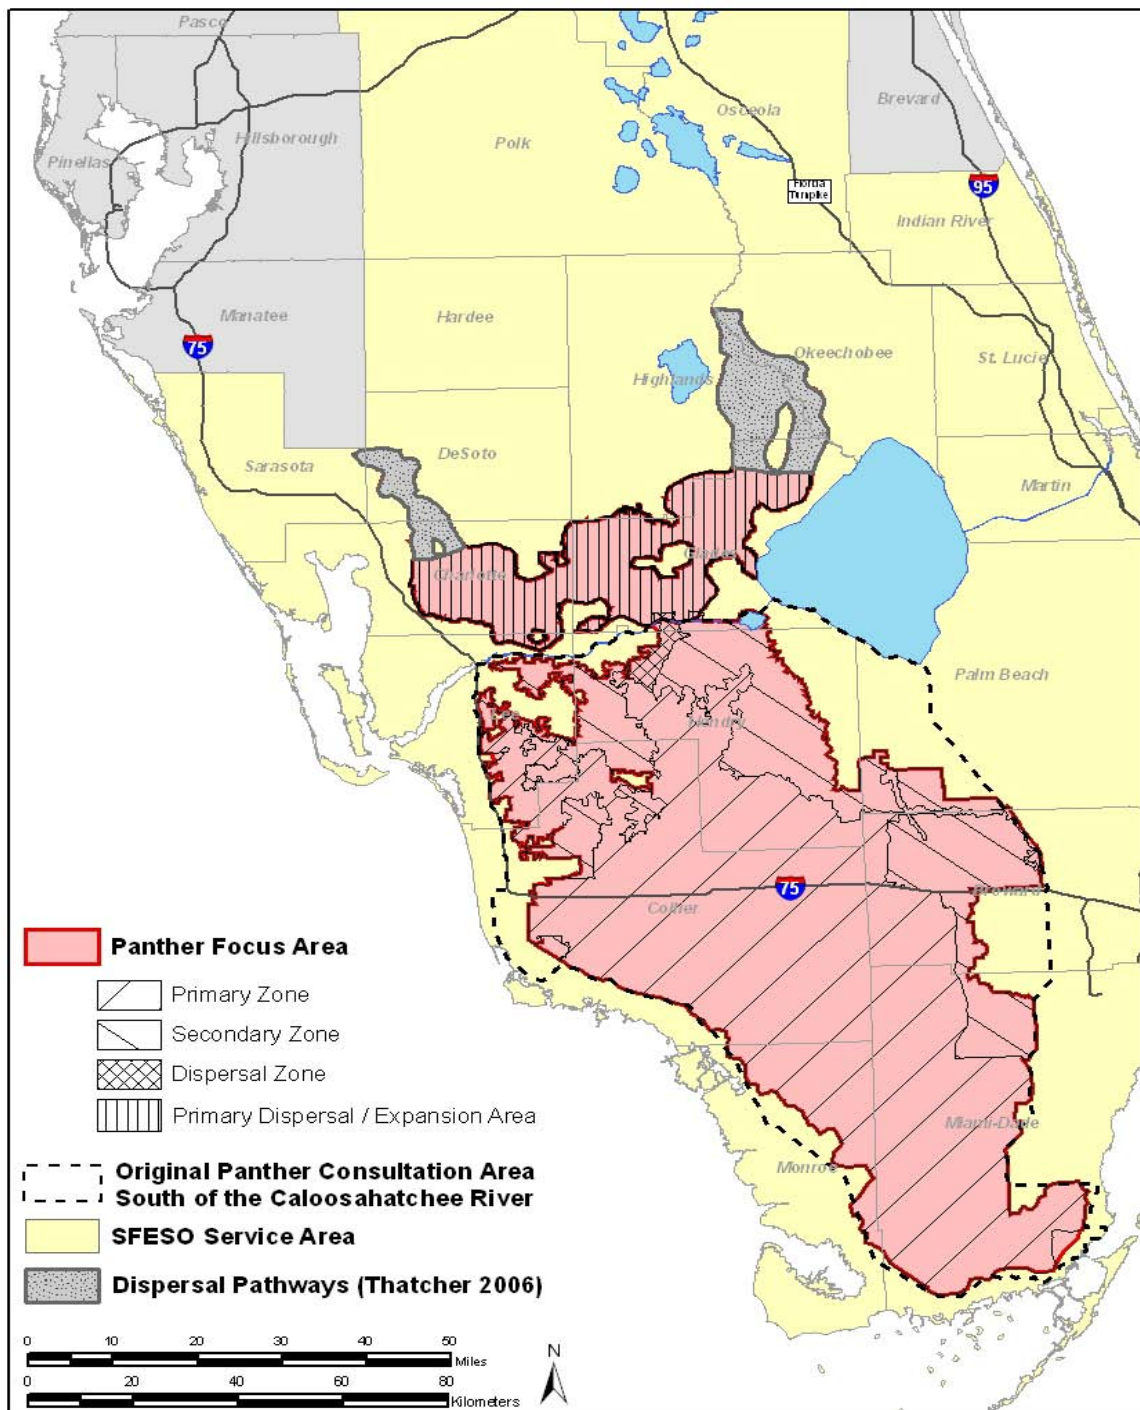 Pasco
Hillsborough
Pinellas
Polk
Osceola
Brevard
Florida
Turnpike
95
Indian River
Manatee
75
Hardee
Highlands
Okeechobee
St. Lucie
Sarasota
DeSoto
Martin
Charlotte
Glades
Palm Beach
Lee
Hendry
75
Collier
Broward
Miami-Dade
Monroe
Panther Focus Area
Primary Zone
Secondary Zone
Dispersal Zone
Primary Dispersal / Expansion Area
Original Panther Consultation Area
South of the Caloosahatchee River
SFESO Service Area
Dispersal Pathways (Thatcher 2006)
0 10 20 30 40 50
Miles
0 20 40 60 80
Kilometers
N